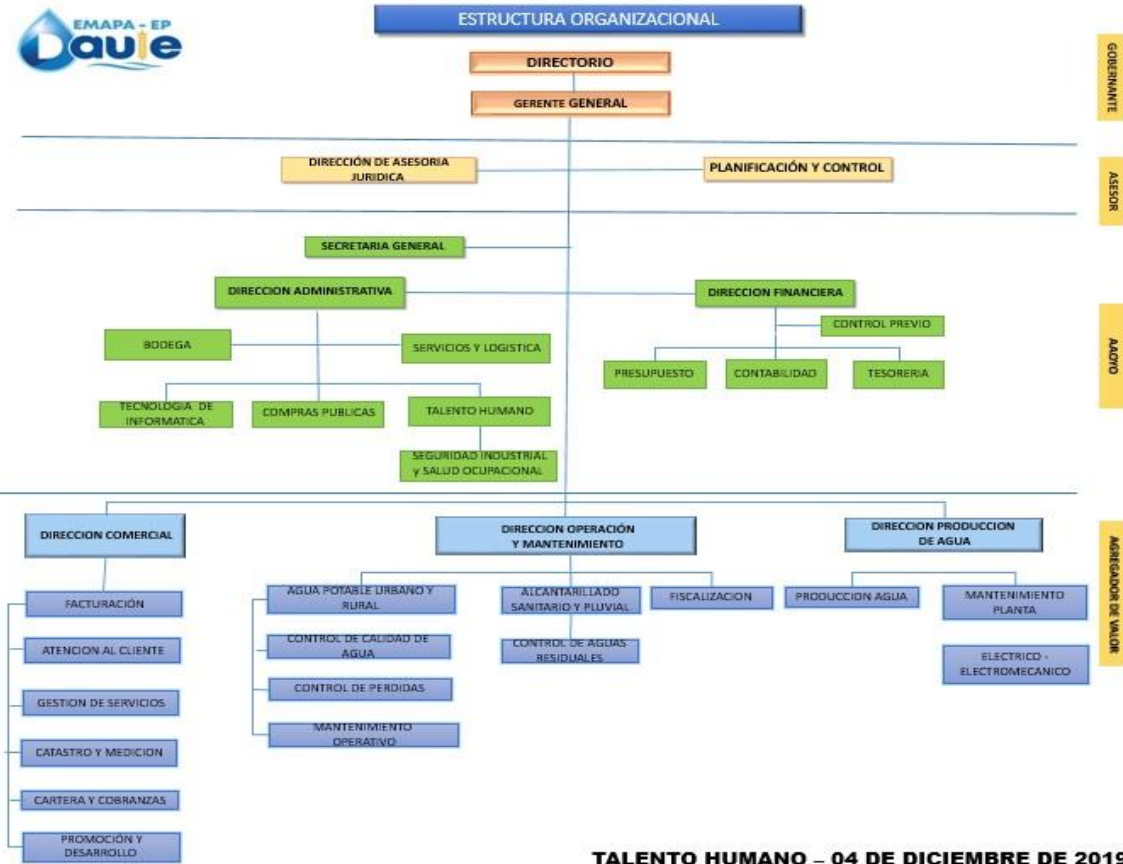 EMAPA – EP
Daule
ESTRUCTURA ORGANIZACIONAL
DIRECTORIO
GERENTE GENERAL
GOBERNANTE
DIRECCIÓN DE ASESORIA
JURIDICA
PLANIFICACIÓN Y CONTROL
ASESOR
SECRETARIA GENERAL
DIRECCION ADMINISTRATIVA
DIRECCION FINANCIERA
CONTROL PREVIO
BODEGA
SERVICIOS Y LOGISTICA
PRESUPUESTO
CONTABILIDAD
TESORERIA
AAOYO
TECNOLOGIA DE
INFORMATICA
COMPRAS PUBLICAS
TALENTO HUMANO
SEGURIDAD INDUSTRIAL
y SALUD OCUPACIONAL
DIRECCION COMERCIAL
DIRECCION OPERACIÓN
Y MANTENIMIENTO
DIRECCION PRODUCCION
DE AGUA
AGREGADOR DE VALOR
FACTURACIÓN
ATENCION AL CLIENTE
GESTION DE SERVICIOS
CATASTRO Y MEDICION
CARTERA Y COBRANZAS
PROMOCIÓN Y
DESARROLLO
AGUA POTABLE URBANO Y
RURAL
CONTROL DE CALIDAD DE
AGUA
CONTROL DE PERDIDAS
MANTENIMIENTO
OPERATIVO
ALCANTARILLADO
SANITARIO Y PLUVIAL
CONTROL DE AGUAS
RESIDUALES
FISCALIZACION
PRODUCCION AGUA
MANTENIMIENTO
PLANTA
ELECTRICO -
ELECTROMECANICO
TALENTO HUMANO – 04 DE DICIEMBRE DE 2019